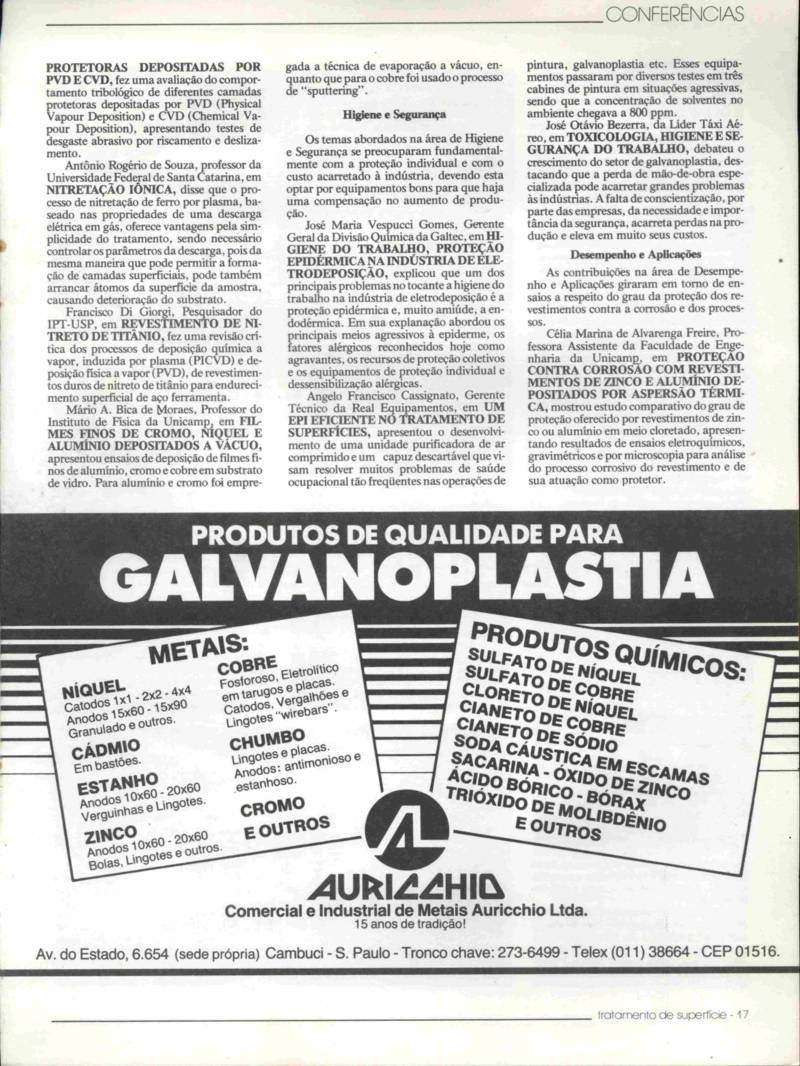 CONFERÊNCIAS
PROTETORAS DEPOSITADAS POR
PVD E CVD, fez uma avaliação do compor-
tamento tribológico de diferentes camadas
protetoras depositadas por PVD (Physical
Vapour Deposition) e CVD (Chemical Va-
pour Deposition), apresentando testes de
desgaste abrasivo por riscamento e desliza-
mento.
Antônio Rogério de Souza, professor da
Universidade Federal de Santa Catarina, em
NITRETAÇÃO IÔNICA, disse que o pro-
cesso de nitretação de ferro por plasma, ba-
seado nas propriedades de uma descarga
elétrica em gás, oferece vantagens pela sim-
plicidade do tratamento, sendo necessário
controlar os parâmetros da descarga, pois da
mesma maneira que pode permitir a forma-
ção de camadas superficiais, pode também
arrancar átomos da superfície da amostra,
causando deterioração do substrato.
Francisco Di Giorgi, Pesquisador do
IPT-USP, em REVESTIMENTO DE NI-
TRETO DE TITÂNIO, fez uma revisão crí-
tica dos processos de deposição química a
vapor, induzida por plasma (PICVD) e de-
posição física a vapor (PVD), de revestimen-
tos duros de nitreto de titânio para endureci-
mento superficial de aço ferramenta.
Mário A. Bica de Moraes, Professor do
Instituto de Física da Unicamp, em FIL-
MES FINOS DE CROMO, NÍQUEL E
ALUMÍNIO DEPOSITADOS A VÁCUO,
apresentou ensaios de deposição de filmes fi-
nos de alumínio, cromo e cobre em substrato
de vidro. Para alumínio e cromo foi empre-
gada a técnica de evaporação a vácuo, en-
quanto que para o cobre foi usado o processo
de "sputtering".
Higiene e Segurança
Os temas abordados na área de Higiene
e Segurança se preocuparam fundamental-
mente com a proteção individual e com o
custo acarretado à indústria, devendo esta
optar por equipamentos bons para que haja
uma compensação no aumento de produ-
ção.
José Maria Vespucci Gomes, Gerente
Geral da Divisão Química da Galtec, em HI-
GIENE DO TRABALHO, PROTEÇÃO
EPIDÉRMICA NA INDÚSTRIA DE ELE-
TRODEPOSIÇÃO, explicou que um dos
principais problemas no tocante a higiene do
trabalho na indústria de eletrodeposição é a
proteção epidérmica e, muito amiúde, a en-
dodérmica. Em sua explanação abordou os
principais meios agressivos à epiderme, os
fatores alérgicos reconhecidos hoje como
agravantes, os recursos de proteção coletivos
e os equipamentos de proteção individual e
dessensibilização alérgicas.
Angelo Francisco Cassignato, Gerente
Técnico da Real Equipamentos, em UM
EPI EFICIENTE NO TRATAMENTO DE
SUPERFÍCIES, apresentou o desenvolvi-
mento de uma unidade purificadora de ar
comprimido e um capuz descartável que vi-
sam resolver muitos problemas de saúde
ocupacional tão freqüentes nas operações de
pintura, galvanoplastia etc. Esses equipa-
mentos passaram por diversos testes em três
cabines de pintura em situações agressivas,
sendo que a concentração de solventes no
ambiente chegava a 800 ppm.
José Otávio Bezerra, da Lider Táxi Aé-
reo, em TOXICOLOGIA, HIGIENE E SE-
GURANÇA DO TRABALHO, debateu o
crescimento do setor de galvanoplastia, des-
tacando que a perda de mão-de-obra espe-
cializada pode acarretar grandes problemas
às indústrias. A falta de conscientização, por
parte das empresas, da necessidade e impor-
tância da segurança, acarreta perdas na pro-
dução e eleva em muito seus custos.
Desempenho e Aplicações
As contribuições na área de Desempe-
nho e Aplicações giraram em torno de en-
saios a respeito do grau da proteção dos re-
vestimentos contra a corrosão e dos proces-
sos.
Célia Marina de Alvarenga Freire, Pro-
fessora Assistente da Faculdade de Enge-
nharia da Unicamp, em PROTEÇÃO
CONTRA CORROSÃO COM REVESTI-
MENTOS DE ZINCO E ALUMÍNIO DE-
POSITADOS POR ASPERSÃO TÉRMI-
CA, mostrou estudo comparativo do grau de
proteção oferecido por revestimentos de zin-
co ou alumínio em meio cloretado, apresen-
tando resultados de ensaios eletroquímicos,
gravimétricos e por microscopia para análise
do processo corrosivo do revestimento e de
sua atuação como protetor.
PRODUTOS DE QUALIDADE PARA
GALVANOPLASTIA
METAIS:
NÍQUEL
Catodos 1x1 - 2x2 - 4x4
Anodos 15x60 - 15x90
Granulado e outros.
CÁDMIO
Em bastões.
ESTANHO
Anodos 10x60 - 20x60
Verguinhas e Lingotes.
ZINCO
Anodos 10x60 - 20x60
Bolas, Lingotes e outros.
COBRE
Fosforoso, Eletrolítico
em tarugos e placas.
Catodos, Vergalhões e
Lingotes "wirebars".
CHUMBO
Lingotes e placas.
Anodos: antimonioso e
estanhoso.
CROMO
E OUTROS
PRODUTOS QUÍMICOS:
SULFATO DE NÍQUEL
SULFATO DE COBRE
CLORETO DE NÍQUEL
CIANETO DE COBRE
CIANETO DE SÓDIO
SODA CÁUSTICA EM ESCAMAS
SACARINA - ÓXIDO DE ZINCO
ÁCIDO BÓRICO - BÓRAX
TRIÓXIDO DE MOLIBDÊNIO
E OUTROS
AURICCHIO
Comercial e Industrial de Metais Auricchio Ltda.
15 anos de tradição!
Av. do Estado, 6.654 (sede própria) Cambuci - S. Paulo - Tronco chave: 273-6499 - Telex (011) 38664 - CEP 01516.
tratamento de superfície - 17